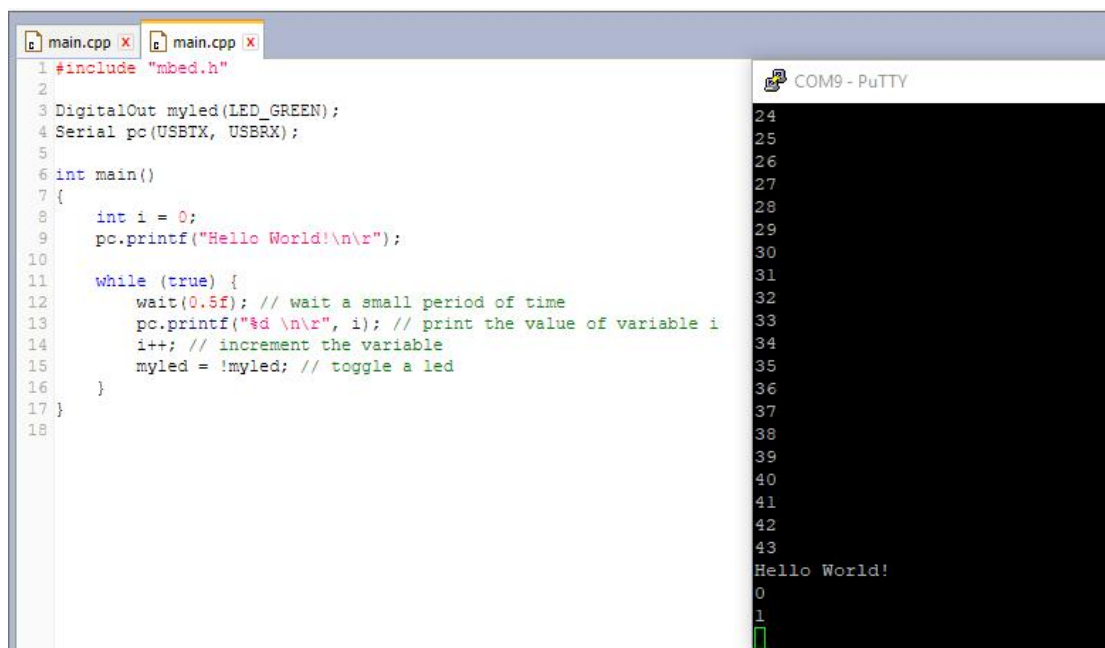 main.cpp x main.cpp x
1 #include "mbed.h"
2
3 DigitalOut myled(LED_GREEN);
4 Serial pc(USBTX, USBRX);
5
6 int main()
7 {
8     int i = 0;
9     pc.printf("Hello World!\n\r");
10
11     while (true) {
12         wait(0.5f); // wait a small period of time
13         pc.printf("%d \n\r", i); // print the value of variable i
14         i++; // increment the variable
15         myled = !myled; // toggle a led
16     }
17 }
18
COM9 - PuTTY
24
25
26
27
28
29
30
31
32
33
34
35
36
37
38
39
40
41
42
43
Hello World!
0
1